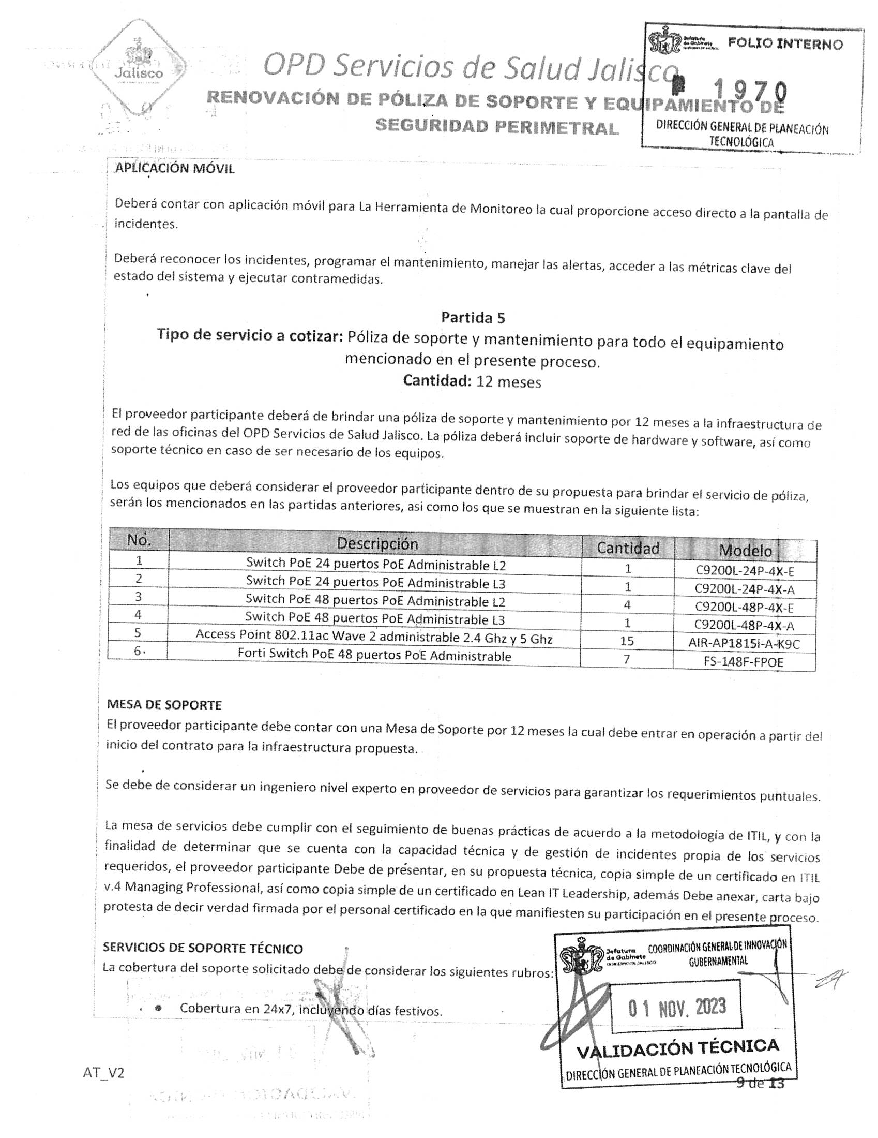 Jalisco
OPD Servicios de Salud Jalisco
RENOVACIÓN DE PÓLIZA DE SOPORTE Y EQUIPAMIENTO DE
SEGURIDAD PERIMETRAL
Jefatura
de Gabinete
FOLIO INTERNO
1970
DIRECCIÓN GENERAL DE PLANEACIÓN
TECNOLÓGICA
APLICACIÓN MÓVIL
Deberá contar con aplicación móvil para La Herramienta de Monitoreo la cual proporcione acceso directo a la pantalla de
incidentes.
Deberá reconocer los incidentes, programar el mantenimiento, manejar las alertas, acceder a las métricas clave del
estado del sistema y ejecutar contramedidas.
Partida 5
Tipo de servicio a cotizar: Póliza de soporte y mantenimiento para todo el equipamiento
mencionado en el presente proceso.
Cantidad: 12 meses
El proveedor participante deberá de brindar una póliza de soporte y mantenimiento por 12 meses a la infraestructura de
red de las oficinas del OPD Servicios de Salud Jalisco. La póliza deberá incluir soporte de hardware y software, así como
soporte técnico en caso de ser necesario de los equipos.
Los equipos que deberá considerar el proveedor participante dentro de su propuesta para brindar el servicio de póliza,
serán los mencionados en las partidas anteriores, asi como los que se muestran en la siguiente lista:
No. Descripción Cantidad Modelo
1 Switch PoE 24 puertos PoE Administrable L2 1 C9200L-24P-4X-E
2 Switch PoE 24 puertos PoE Administrable L3 1 C9200L-24P-4X-A
3 Switch PoE 48 puertos PoE Administrable L2 4 C9200L-48P-4X-E
4 Switch PoE 48 puertos PoE Administrable L3 1 C9200L-48P-4X-A
5 Access Point 802.11ac Wave 2 administrable 2.4 Ghz y 5 Ghz 15 AIR-AP1815i-A-K9C
6 Forti Switch PoE 48 puertos PoE Administrable 7 FS-148F-FPOE
MESA DE SOPORTE
El proveedor participante debe contar con una Mesa de Soporte por 12 meses la cual debe entrar en operación a partir del
inicio del contrato para la infraestructura propuesta.
Se debe de considerar un ingeniero nivel experto en proveedor de servicios para garantizar los requerimientos puntuales.
La mesa de servicios debe cumplir con el seguimiento de buenas prácticas de acuerdo a la metodología de ITIL, y con la
finalidad de determinar que se cuenta con la capacidad técnica y de gestión de incidentes propia de los servicios
requeridos, el proveedor participante Debe de présentar, en su propuesta técnica, copia simple de un certificado en ITIL
v.4 Managing Professional, así como copia simple de un certificado en Lean IT Leadership, además Debe anexar, carta bajo
protesta de decir verdad firmada por el personal certificado en la que manifiesten su participación en el presente proceso.
SERVICIOS DE SOPORTE TÉCNICO
La cobertura del soporte solicitado debe de considerar los siguientes rubros:
• Cobertura en 24x7, incluyendo días festivos.
Jefatura
de Gabinete
COORDINACIÓN GENERAL DE INNOVACIÓN
GUBERNAMENTAL
01 NOV. 2023
VALIDACIÓN TÉCNICA
DIRECCIÓN GENERAL DE PLANEACIÓN TECNOLÓGICA
AT_V2
9 de 13